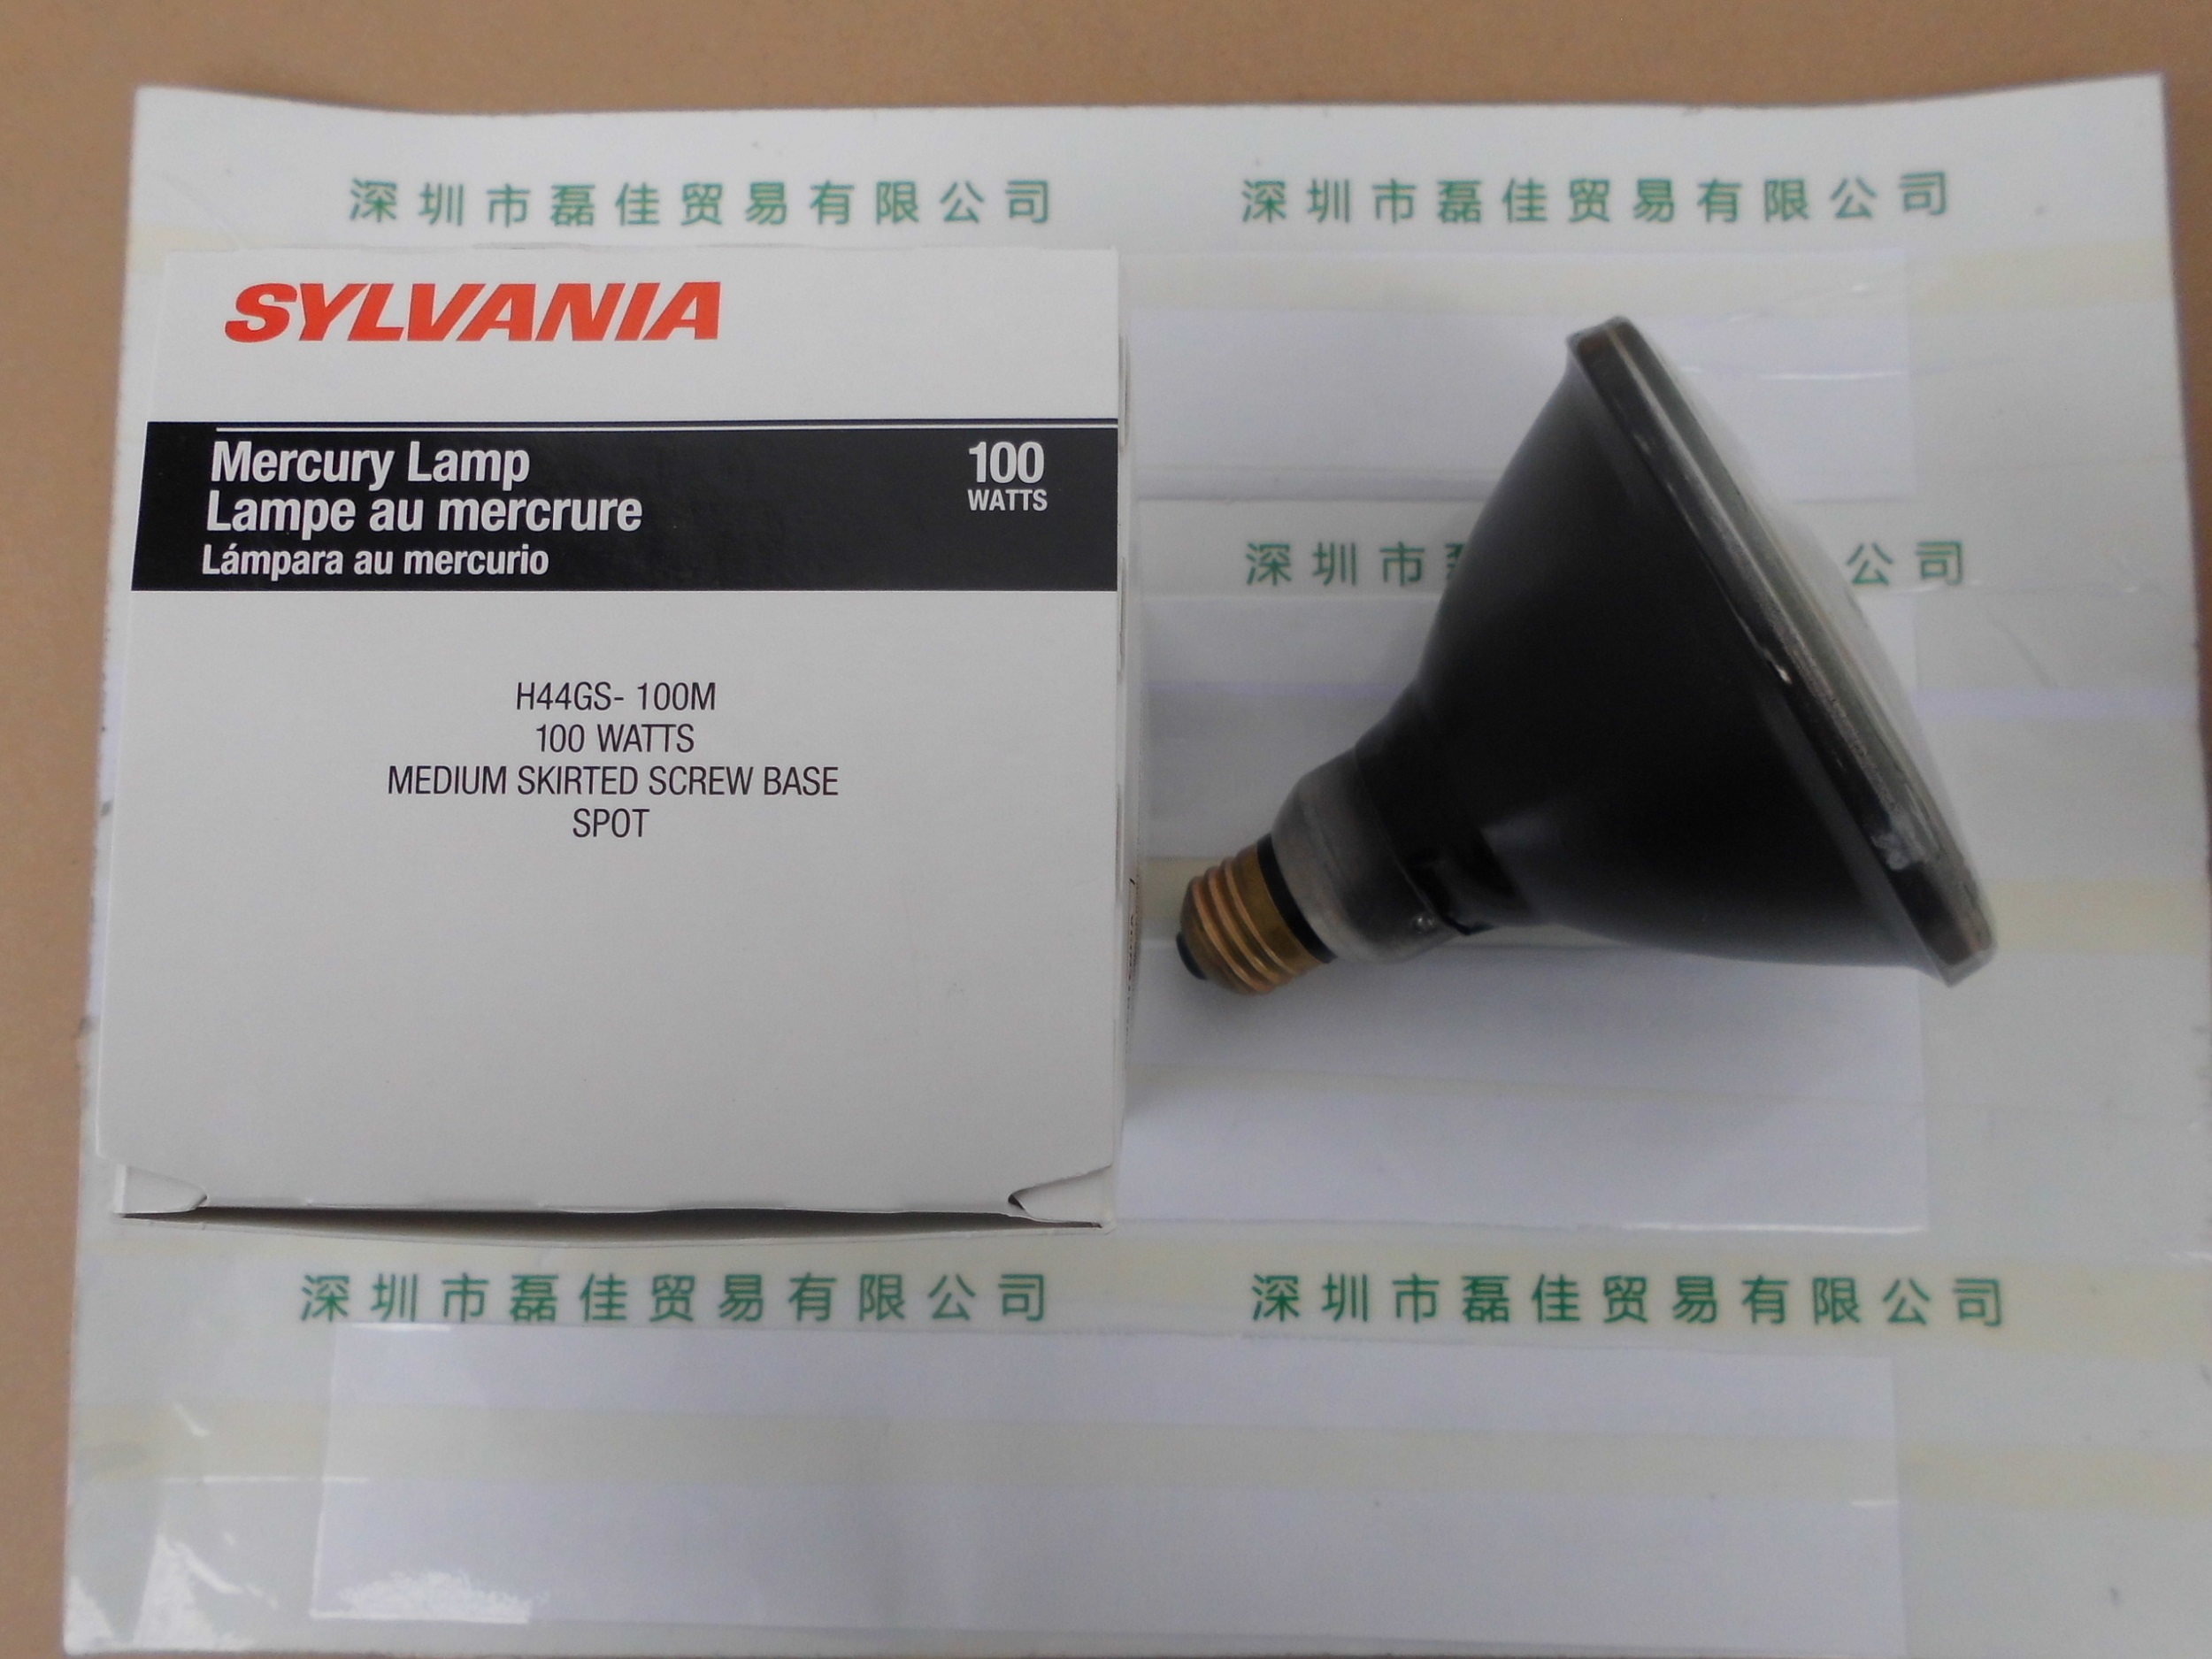 深圳市磊佳贸易有限公司 深圳市磊佳贸易有限公司
SYLVANIA
Mercury Lamp
Lampe au mercrure
Lámpara au mercurio
100
WATTS
深圳市 公司
H44GS- 100M
100 WATTS
MEDIUM SKIRTED SCREW BASE
SPOT
深圳市磊佳贸易有限公司 深圳市磊佳贸易有限公司